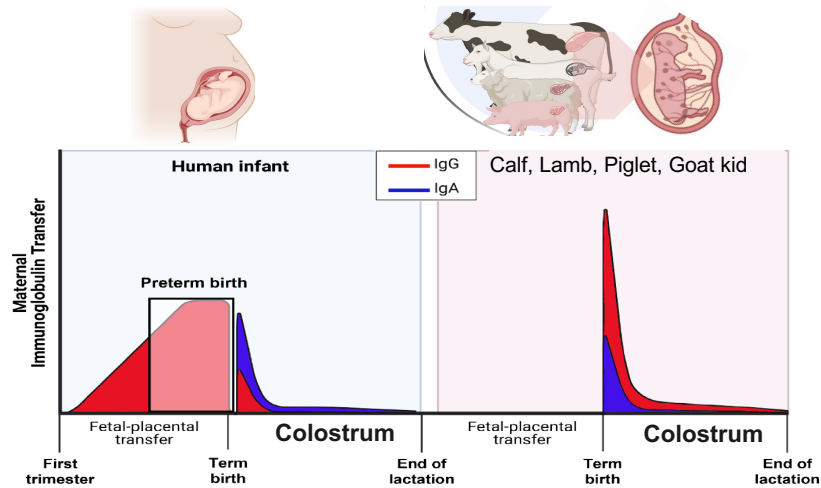 Human infant
IgG
IgA
Calf, Lamb, Piglet, Goat kid
Maternal
Immunoglobulin Transfer
Preterm birth
Fetal-placental
transfer
Colostrum
Fetal-placental
transfer
Colostrum
First
trimester
Term
birth
End of
lactation
Term
birth
End of
lactation